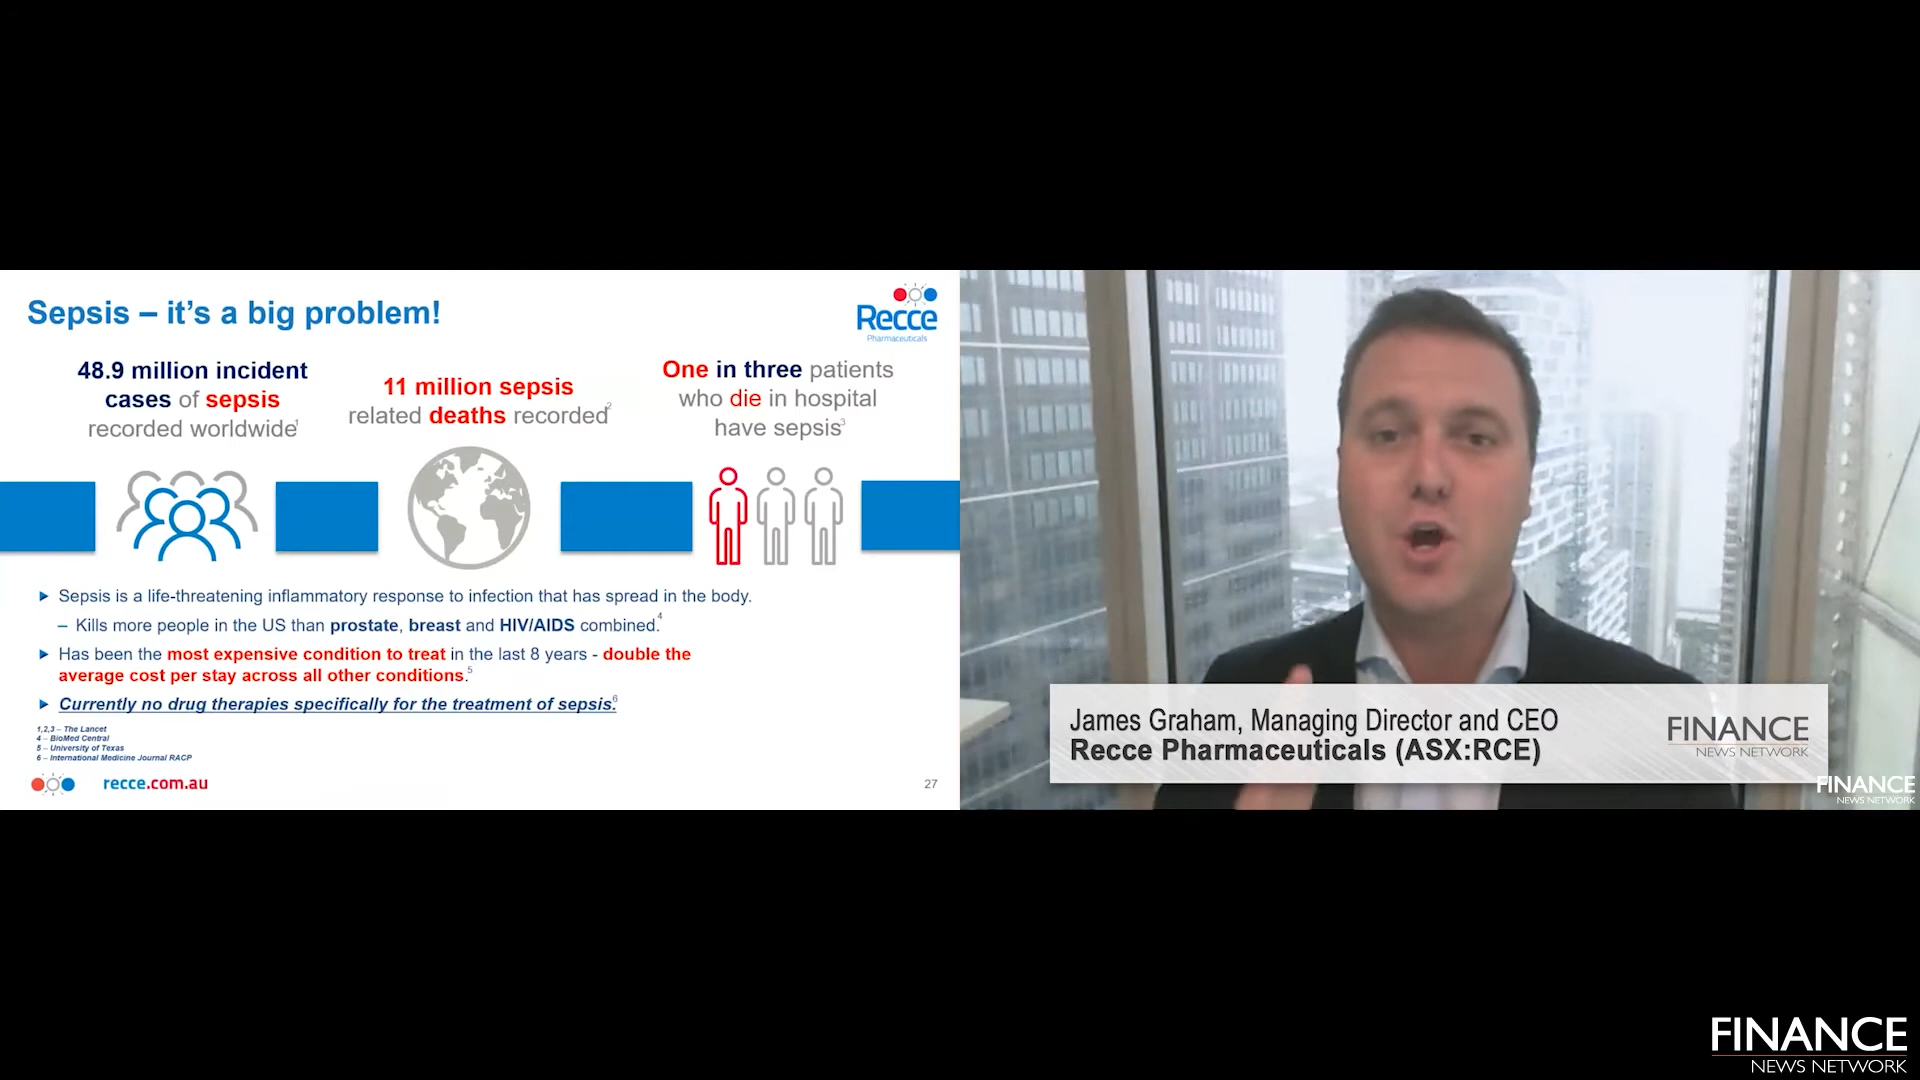 Sepsis – it's a big problem!
Recce
Pharmaceuticals
48.9 million incident
cases of sepsis
recorded worldwide1
11 million sepsis
related deaths recorded2
One in three patients
who die in hospital
have sepsis3
Sepsis is a life-threatening inflammatory response to infection that has spread in the body.
– Kills more people in the US than prostate, breast and HIV/AIDS combined.4
Has been the most expensive condition to treat in the last 8 years - double the
average cost per stay across all other conditions.5
Currently no drug therapies specifically for the treatment of sepsis.6
1,2,3 – The Lancet
4 – BioMed Central
5 – University of Texas
6 – International Medicine Journal RACP
recce.com.au
27
James Graham, Managing Director and CEO
Recce Pharmaceuticals (ASX:RCE)
FINANCE
NEWS NETWORK
FINANCE
NEWS NETWORK
FINANCE
NEWS NETWORK